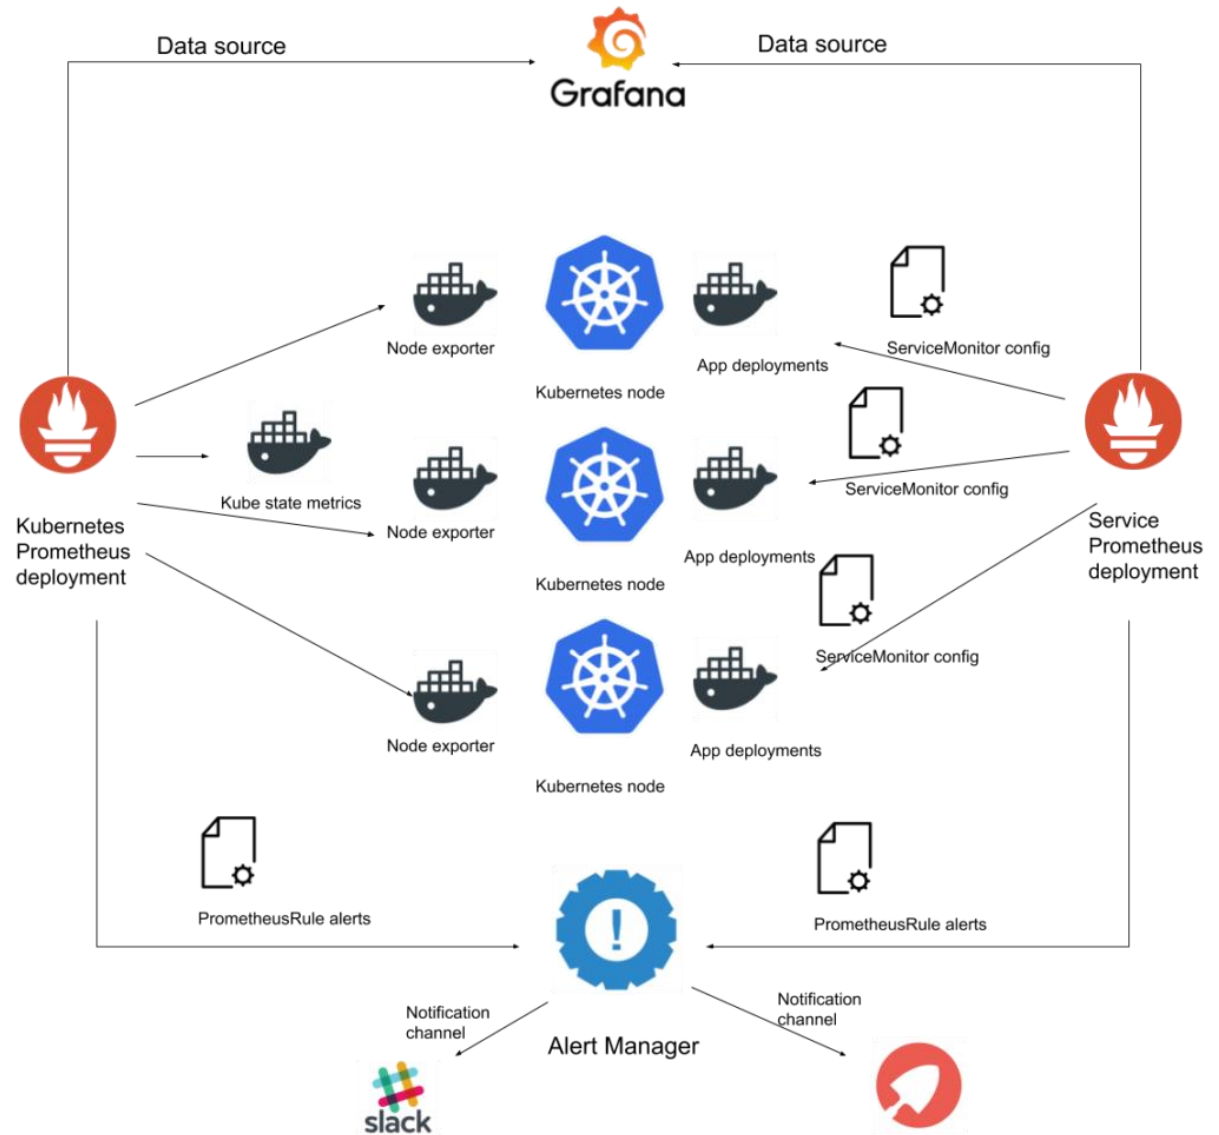 Data source
Data source
Grafana
Node exporter
App deployments
ServiceMonitor config
Kubernetes node
Kube state metrics
Node exporter
App deployments
ServiceMonitor config
Kubernetes node
Kubernetes
Prometheus
deployment
Service
Prometheus
deployment
ServiceMonitor config
Node exporter
App deployments
Kubernetes node
PrometheusRule alerts
PrometheusRule alerts
!
Notification
channel
Notification
channel
Alert Manager
slack